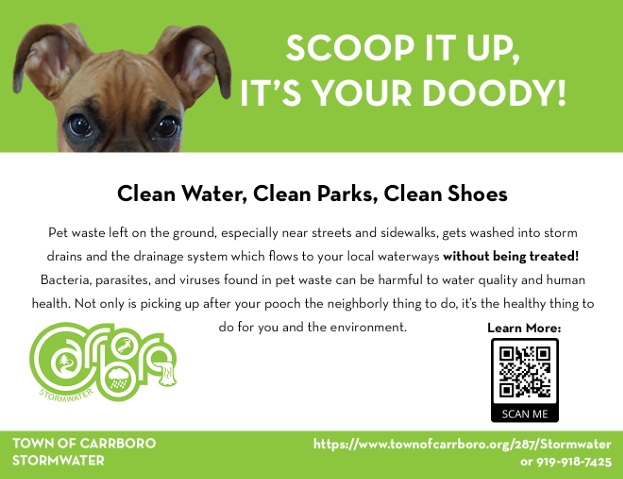 SCOOP IT UP,
IT'S YOUR DOODY!
Clean Water, Clean Parks, Clean Shoes
Pet waste left on the ground, especially near streets and sidewalks, gets washed into storm
drains and the drainage system which flows to your local waterways without being treated!
Bacteria, parasites, and viruses found in pet waste can be harmful to water quality and human
health. Not only is picking up after your pooch the neighborly thing to do, it's the healthy thing to
do for you and the environment.
Carrboro
STORMWATER
Learn More:
SCAN ME
TOWN OF CARRBORO
STORMWATER
https://www.townofcarrboro.org/287/Stormwater
or 919-918-7425